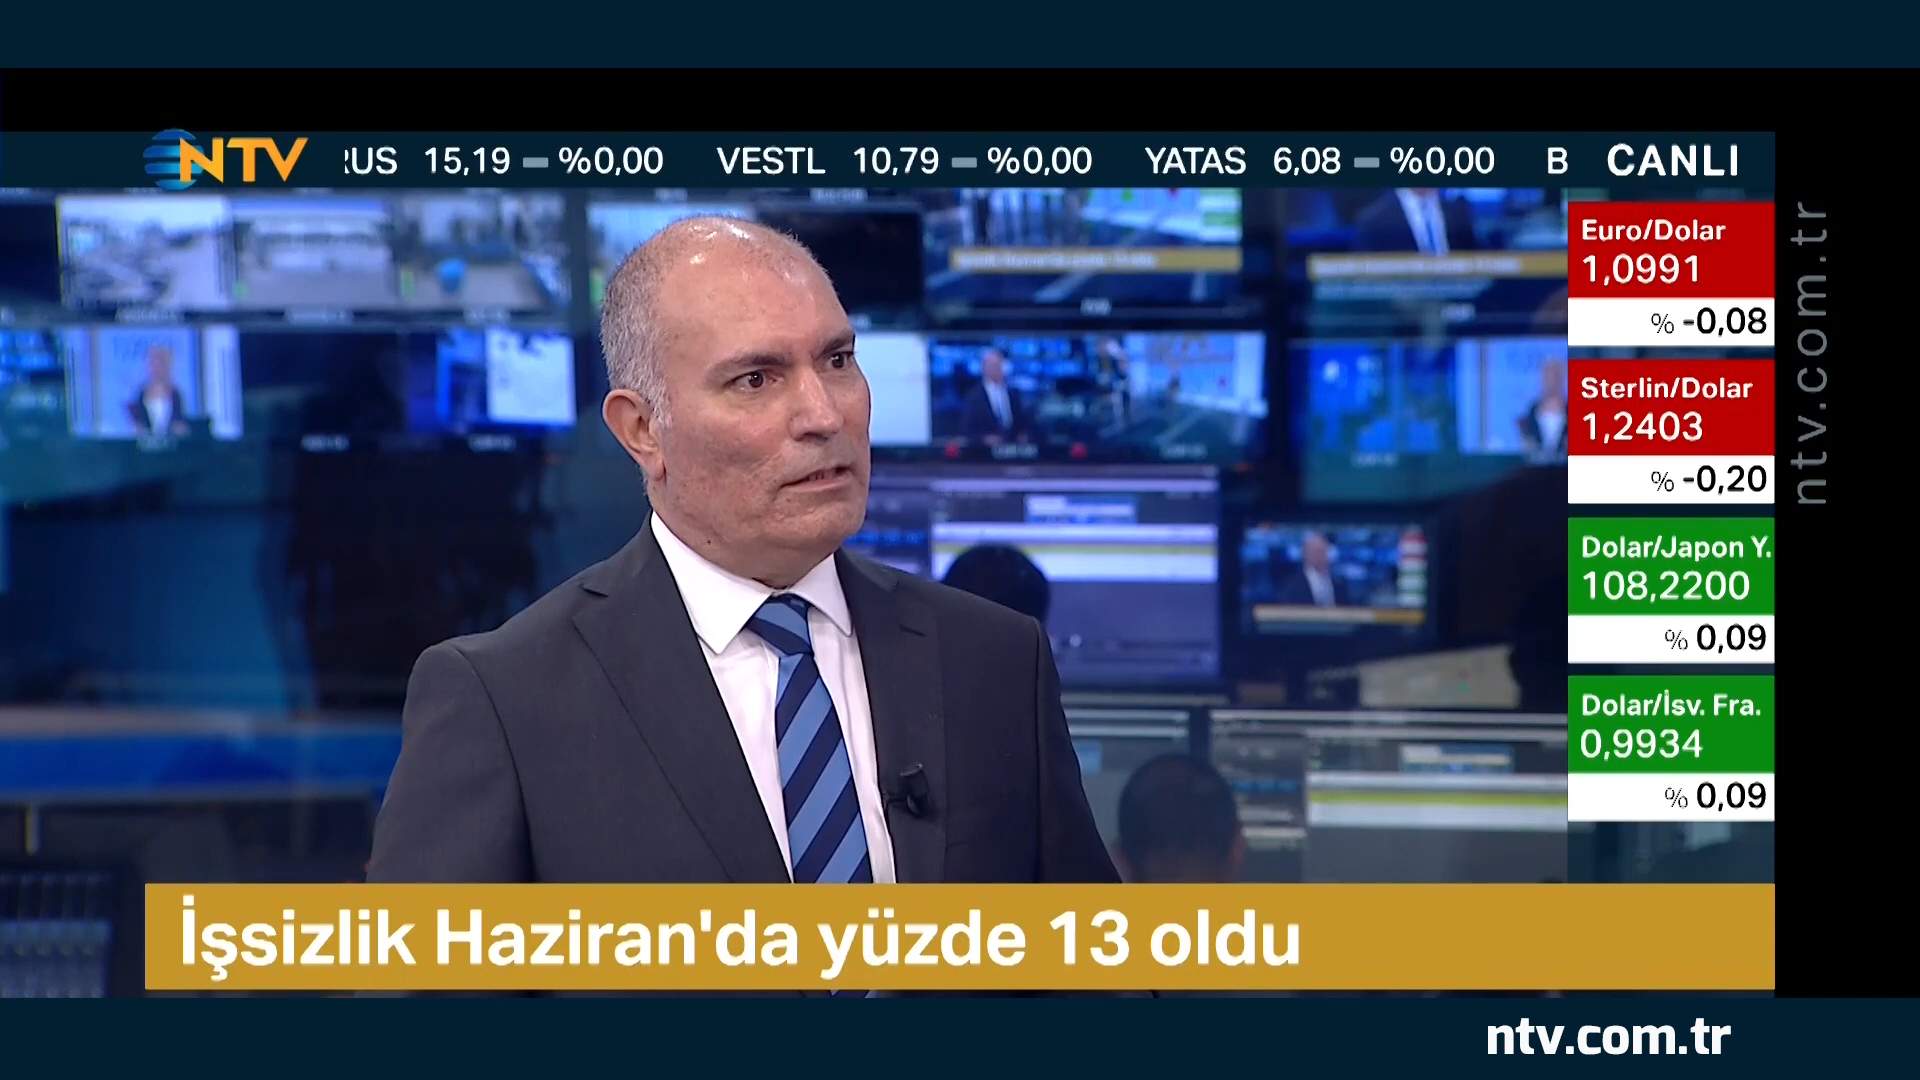 NTV
RUS 15,19 %0,00 VESTL 10,79 %0,00 YATAS 6,08 %0,00 B
CANLI
Euro/Dolar
1,0991
% -0,08
Sterlin/Dolar
1,2403
% -0,20
Dolar/Japon Y.
108,2200
% 0,09
Dolar/İsv. Fra.
0,9934
% 0,09
ntv.com.tr
İşsizlik Haziran'da yüzde 13 oldu
ntv.com.tr